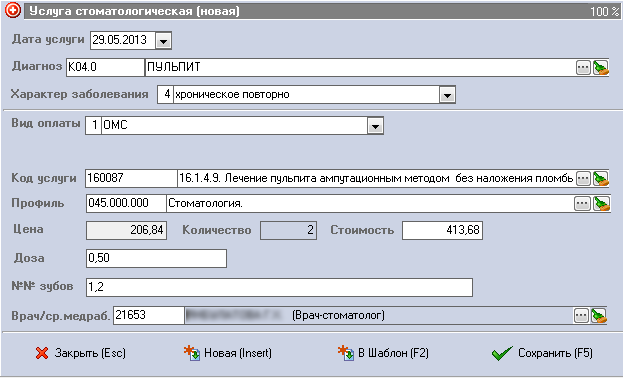 Услуга стоматологическая (новая) 100 %
Дата услуги 29.05.2013
Диагноз K04.0 ПУЛЬПИТ ...
Характер заболевания 4 хроническое повторно
Вид оплаты 1 ОМС
Код услуги 160087 16.1.4.9. Лечение пульпита ампутационным методом без наложения пломбь ...
Профиль 045.000.000 Стоматология. ...
Цена 206,84 Количество 2 Стоимость 413,68
Доза 0,50
№№ зубов 1,2
Врач/ср.медраб. 21653 (Врач-стоматолог) ...
Закрыть (Esc) Новая (Insert) В Шаблон (F2) Сохранить (F5)